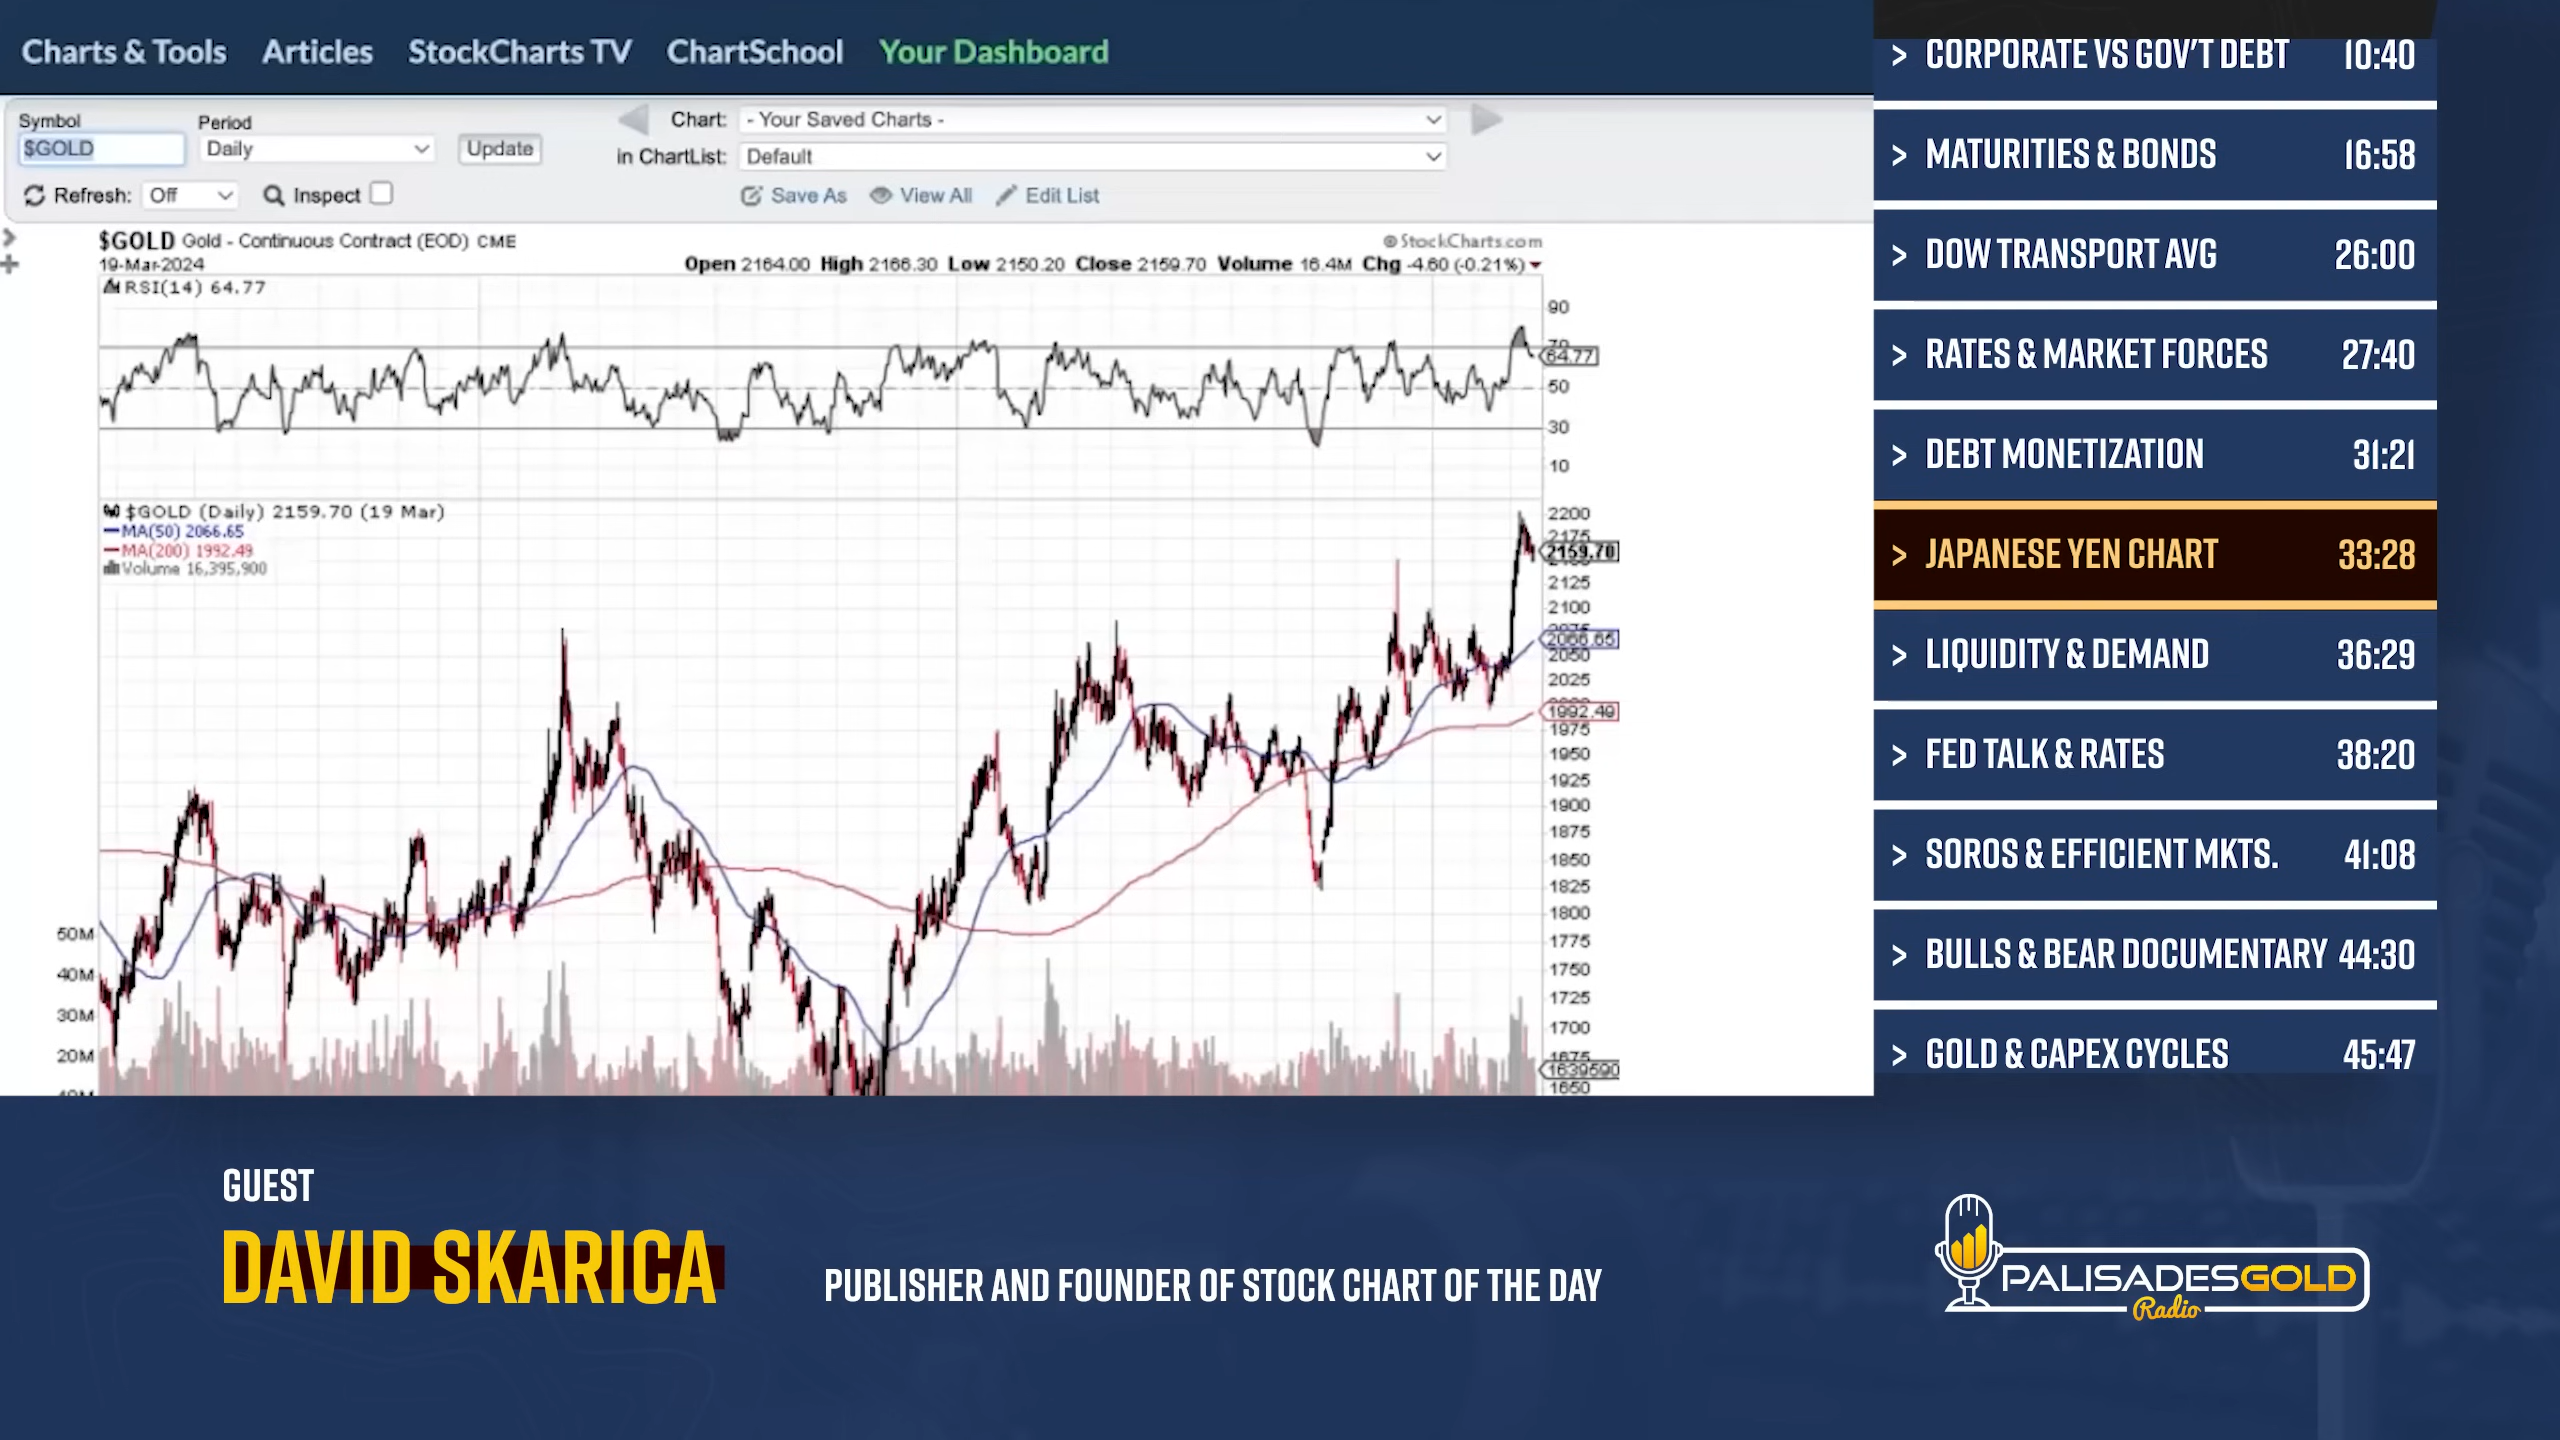 Charts & Tools Articles StockCharts TV ChartSchool Your Dashboard
Symbol Period
$GOLD Daily Update
Chart: - Your Saved Charts -
in ChartList: Default
Refresh: Off Inspect
Save As View All Edit List
$GOLD Gold - Continuous Contract (EOD) CME
© StockCharts.com
19-Mar-2024
Open 2164.00 High 2166.30 Low 2150.20 Close 2159.70 Volume 16.4M Chg -4.60 (-0.21%)
RSI(14) 64.77
90
70
64.77
50
30
10
$GOLD (Daily) 2159.70 (19 Mar)
MA(50) 2066.65
MA(200) 1992.49
Volume 16,395,900
2200
2175
2159.70
2125
2100
2075
2066.65
2050
2025
1992.49
1975
1950
1925
1900
1875
1850
1825
1800
1775
1750
1725
1700
1675
1639590
1650
50M
40M
30M
20M
> CORPORATE VS GOV'T DEBT 10:40
> MATURITIES & BONDS 16:58
> DOW TRANSPORT AVG 26:00
> RATES & MARKET FORCES 27:40
> DEBT MONETIZATION 31:21
> JAPANESE YEN CHART 33:28
> LIQUIDITY & DEMAND 36:29
> FED TALK & RATES 38:20
> SOROS & EFFICIENT MKTS. 41:08
> BULLS & BEAR DOCUMENTARY 44:30
> GOLD & CAPEX CYCLES 45:47
GUEST
DAVID SKARICA
PUBLISHER AND FOUNDER OF STOCK CHART OF THE DAY
PALISADESGOLD
Radio